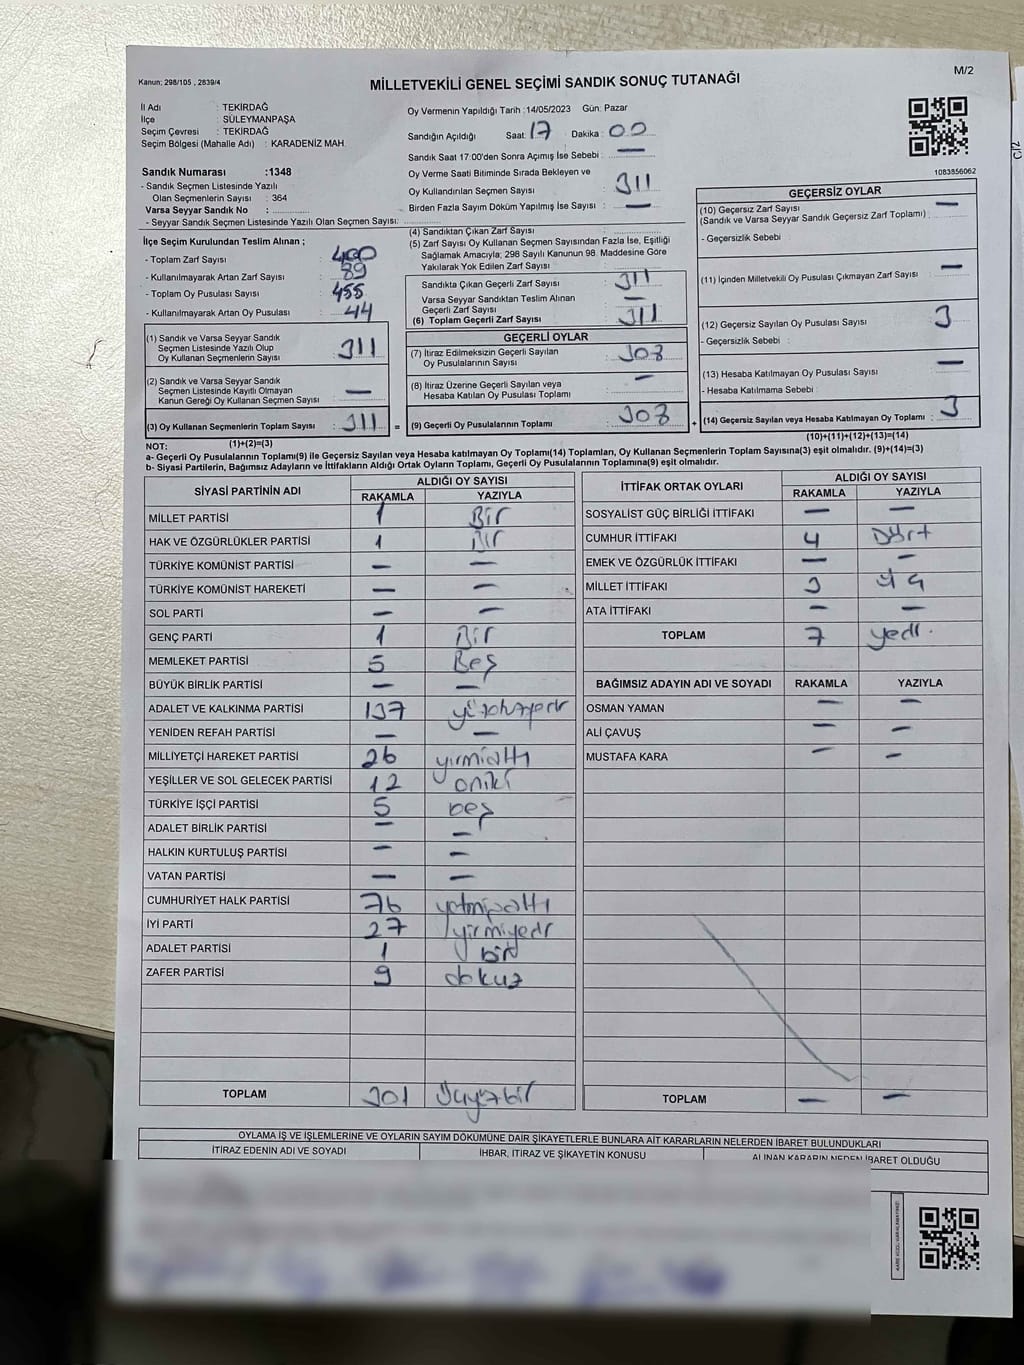 Kanun: 298/105 , 2839/4
MİLLETVEKİLİ GENEL SEÇİMİ SANDIK SONUÇ TUTANAĞI
M/2
İl Adı : TEKİRDAĞ
İlçe : SÜLEYMANPAŞA
Seçim Çevresi : TEKİRDAĞ
Seçim Bölgesi (Mahalle Adı) : KARADENİZ MAH.
Oy Vermenin Yapıldığı Tarih :14/05/2023 Gün: Pazar
Sandığın Açıldığı Saat: 17 Dakika 00
Sandık Saat 17:00'den Sonra Açımış İse Sebebi : —
Oy Verme Saati Bitiminde Sırada Bekleyen ve
Oy Kullandırılan Seçmen Sayısı : 311
Birden Fazla Sayım Döküm Yapılmış İse Sayısı : —
C/2
1083856062
Sandık Numarası :1348
- Sandık Seçmen Listesinde Yazılı
Olan Seçmenlerin Sayısı : 364
Varsa Seyyar Sandık No :
- Seyyar Sandık Seçmen Listesinde Yazılı Olan Seçmen Sayısı:
İlçe Seçim Kurulundan Teslim Alınan ;
- Toplam Zarf Sayısı : 400
- Kullanılmayarak Artan Zarf Sayısı : 89
- Toplam Oy Pusulası Sayısı : 455
- Kullanılmayarak Artan Oy Pusulası : 44
(1) Sandık ve Varsa Seyyar Sandık
Seçmen Listesinde Yazılı Olup
Oy Kullanan Seçmenlerin Sayısı : 311
(2) Sandık ve Varsa Seyyar Sandık
Seçmen Listesinde Kayıtlı Olmayan
Kanun Gereği Oy Kullanan Seçmen Sayısı : —
(3) Oy Kullanan Seçmenlerin Toplam Sayısı : 311
(1)+(2)=(3)
(4) Sandıktan Çıkan Zarf Sayısı :
(5) Zarf Sayısı Oy Kullanan Seçmen Sayısından Fazla İse, Eşitliği
Sağlamak Amacıyla; 298 Sayılı Kanunun 98. Maddesine Göre
Yakılarak Yok Edilen Zarf Sayısı :
Sandıkta Çıkan Geçerli Zarf Sayısı : 311
Varsa Seyyar Sandıktan Teslim Alınan
Geçerli Zarf Sayısı : —
(6) Toplam Geçerli Zarf Sayısı : 311
GEÇERLİ OYLAR
(7) İtiraz Edilmeksizin Geçerli Sayılan
Oy Pusulalarının Sayısı : 308
(8) İtiraz Üzerine Geçerli Sayılan veya
Hesaba Katılan Oy Pusulası Toplamı : —
= (9) Geçerli Oy Pusulalarının Toplamı : 308
GEÇERSİZ OYLAR
(10) Geçersiz Zarf Sayısı
(Sandık ve Varsa Seyyar Sandık Geçersiz Zarf Toplamı) : —
- Geçersizlik Sebebi :
(11) İçinden Milletvekili Oy Pusulası Çıkmayan Zarf Sayısı : —
(12) Geçersiz Sayılan Oy Pusulası Sayısı : 3
- Geçersizlik Sebebi :
(13) Hesaba Katılmayan Oy Pusulası Sayısı : —
- Hesaba Katılmama Sebebi :
+ (14) Geçersiz Sayılan veya Hesaba Katılmayan Oy Toplamı : 3
(10)+(11)+(12)+(13)=(14)
NOT:
a- Geçerli Oy Pusulalarının Toplamı(9) ile Geçersiz Sayılan veya Hesaba katılmayan Oy Toplamı(14) Toplamları, Oy Kullanan Seçmenlerin Toplam Sayısına(3) eşit olmalıdır. (9)+(14)=(3)
b- Siyasi Partilerin, Bağımsız Adayların ve İttifakların Aldığı Ortak Oyların Toplamı, Geçerli Oy Pusulalarının Toplamına(9) eşit olmalıdır.
SİYASİ PARTİNİN ADI ALDIĞI OY SAYISI
RAKAMLA YAZIYLA
MİLLET PARTİSİ 1 Bir
HAK VE ÖZGÜRLÜKLER PARTİSİ 1 Bir
TÜRKİYE KOMÜNİST PARTİSİ — —
TÜRKİYE KOMÜNİST HAREKETİ — —
SOL PARTİ — —
GENÇ PARTİ 1 Bir
MEMLEKET PARTİSİ 5 Beş
BÜYÜK BİRLİK PARTİSİ — —
ADALET VE KALKINMA PARTİSİ 137
YENİDEN REFAH PARTİSİ — —
MİLLİYETÇİ HAREKET PARTİSİ 26 yirmialtı
YEŞİLLER VE SOL GELECEK PARTİSİ 12 oniki
TÜRKİYE İŞÇİ PARTİSİ 5 beş
ADALET BİRLİK PARTİSİ — —
HALKIN KURTULUŞ PARTİSİ — —
VATAN PARTİSİ — —
CUMHURİYET HALK PARTİSİ 76 yetmişaltı
İYİ PARTİ 27 yirmiyedi
ADALET PARTİSİ 1 bir
ZAFER PARTİSİ 9 dokuz
TOPLAM 301 Üçyüzbir
İTTİFAK ORTAK OYLARI ALDIĞI OY SAYISI
RAKAMLA YAZIYLA
SOSYALİST GÜÇ BİRLİĞİ İTTİFAKI — —
CUMHUR İTTİFAKI 4 Dört
EMEK VE ÖZGÜRLÜK İTTİFAKI — —
MİLLET İTTİFAKI 3 üç
ATA İTTİFAKI — —
TOPLAM 7 yedi.
BAĞIMSIZ ADAYIN ADI VE SOYADI RAKAMLA YAZIYLA
OSMAN YAMAN — —
ALİ ÇAVUŞ — —
MUSTAFA KARA — —
TOPLAM — —
OYLAMA İŞ VE İŞLEMLERİNE VE OYLARIN SAYIM DÖKÜMÜNE DAİR ŞİKAYETLERLE BUNLARA AİT KARARLARIN NELERDEN İBARET BULUNDUKLARI
İTİRAZ EDENİN ADI VE SOYADI İHBAR, İTİRAZ VE ŞİKAYETİN KONUSU ALINAN KARARIN NEDEN İBARET OLDUĞU